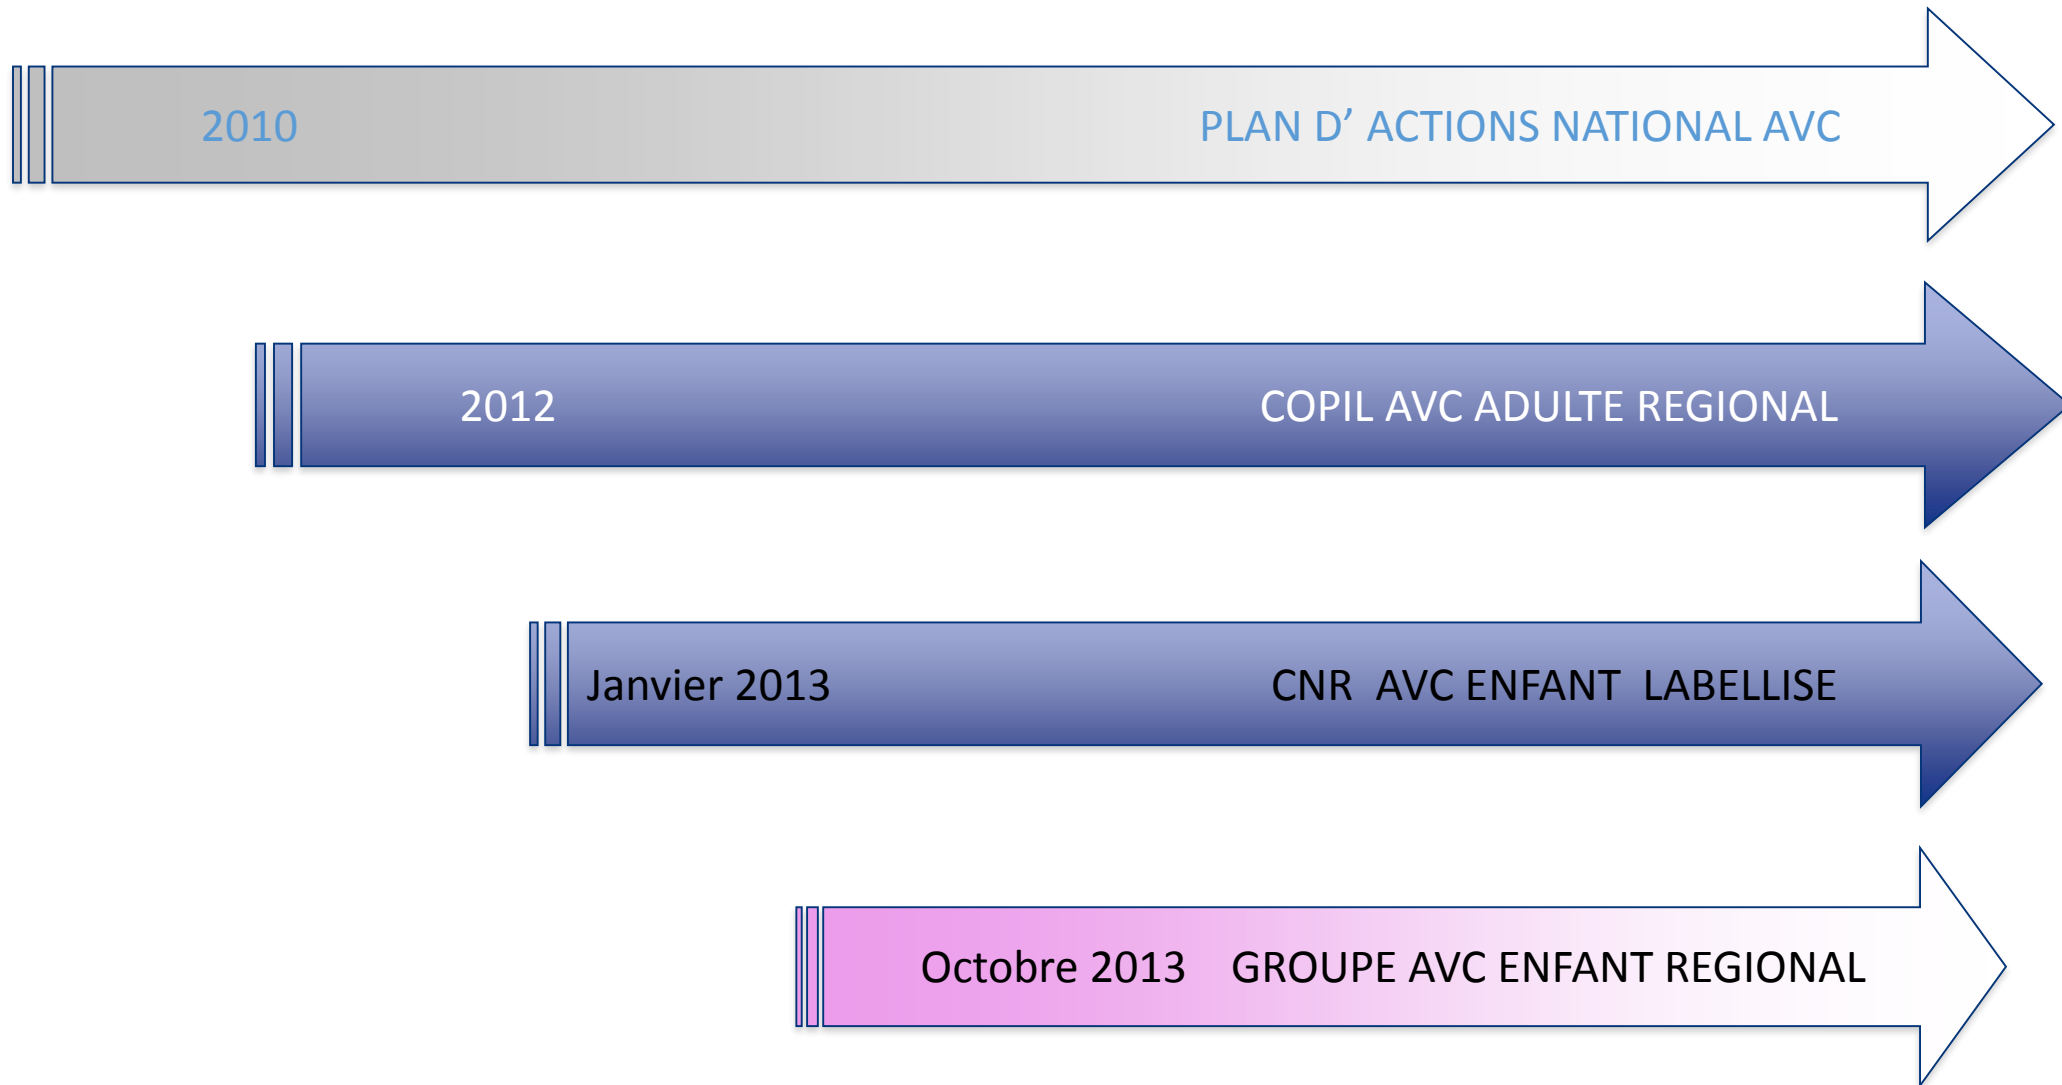 2010 PLAN D’ ACTIONS NATIONAL AVC
2012 COPIL AVC ADULTE REGIONAL
Janvier 2013 CNR AVC ENFANT LABELLISE
Octobre 2013 GROUPE AVC ENFANT REGIONAL